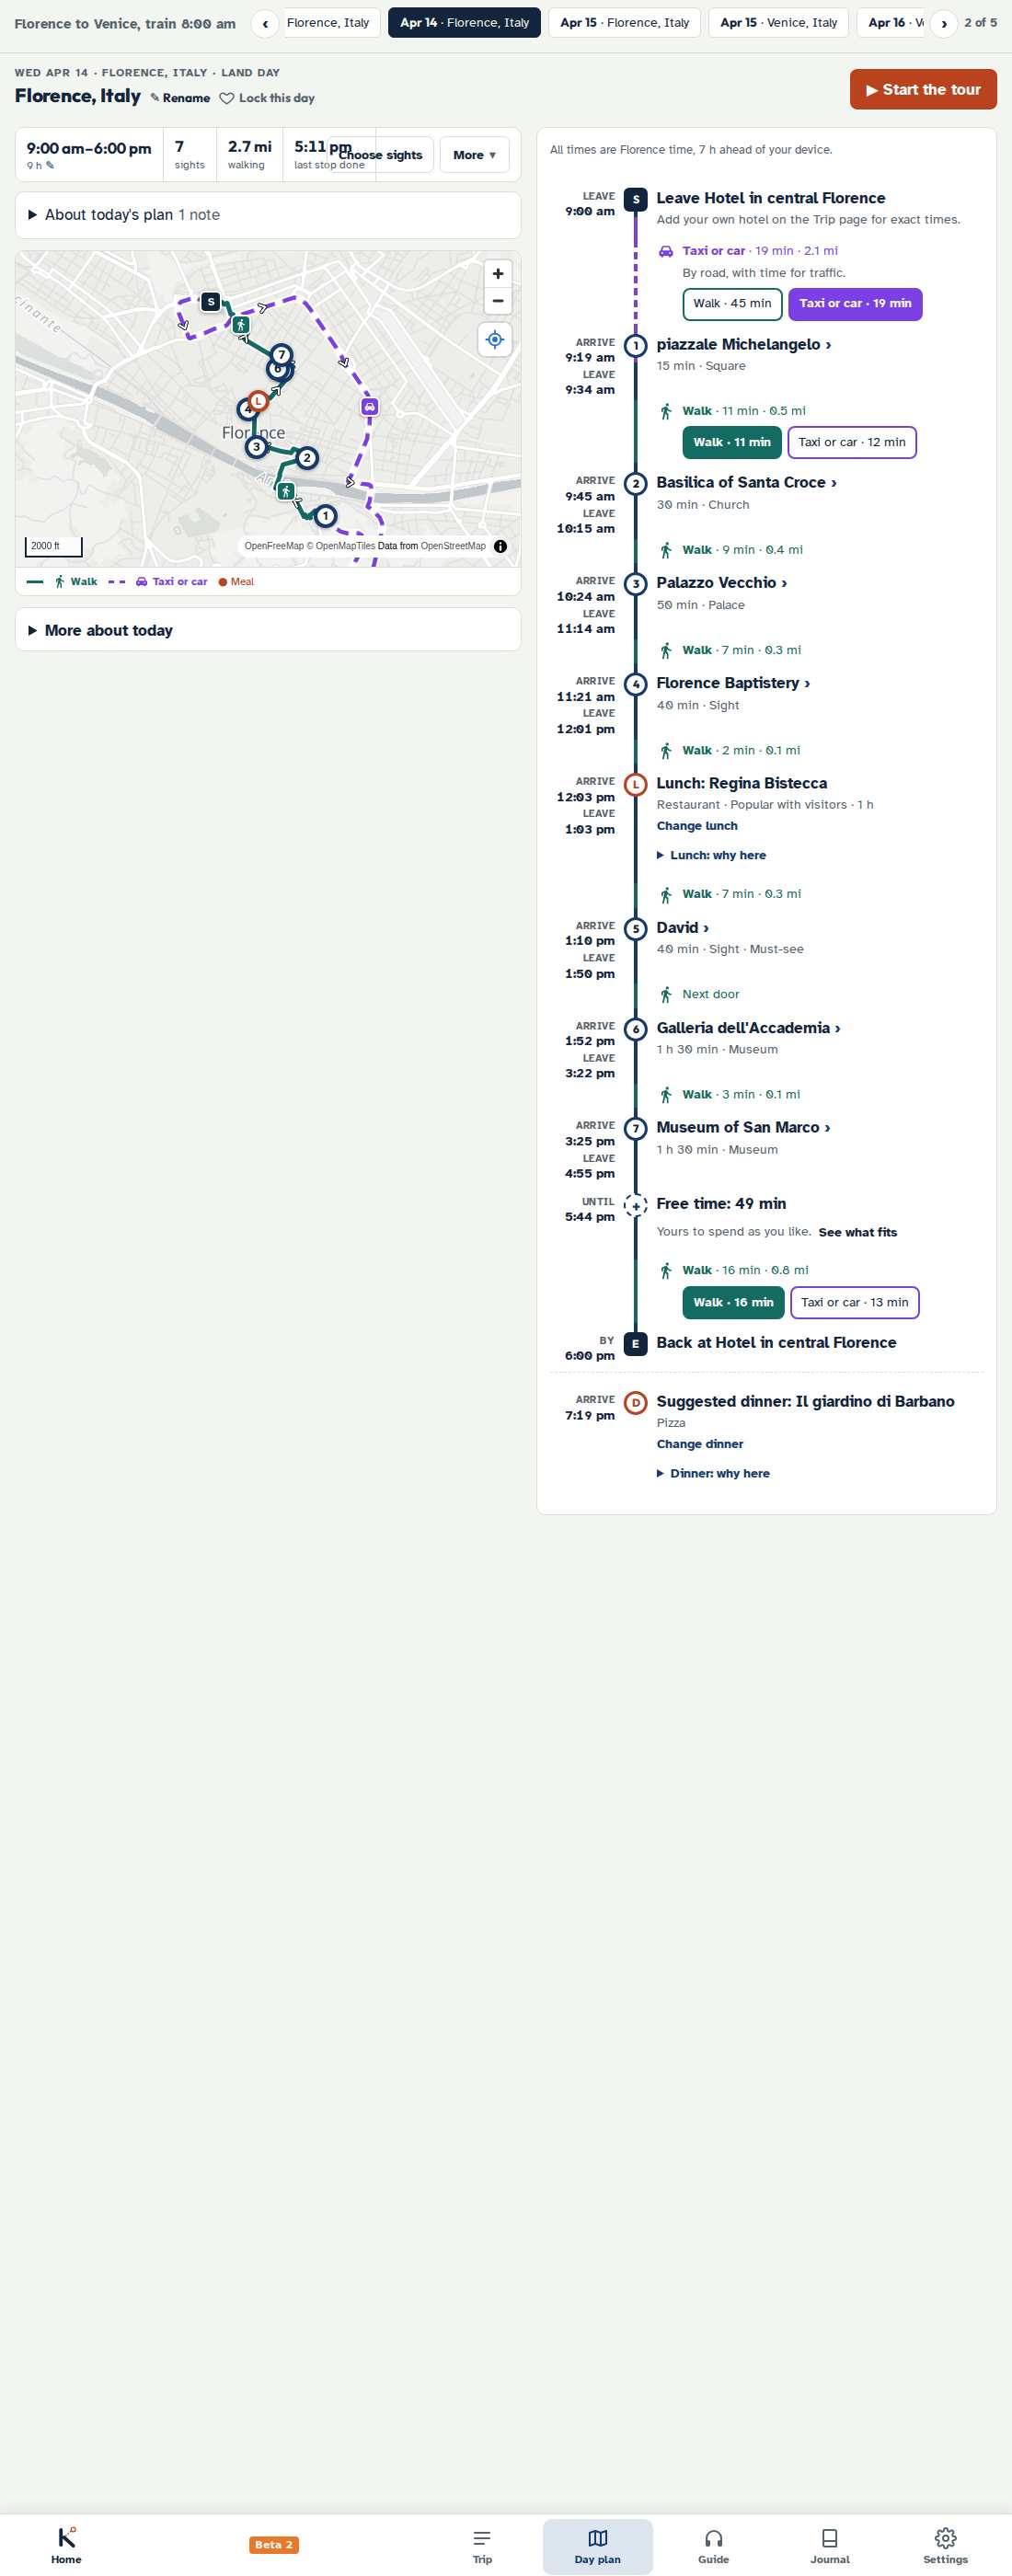 Florence to Venice, train 8:00 am
‹
Florence, Italy
Apr 14 · Florence, Italy
Apr 15 · Florence, Italy
Apr 15 · Venice, Italy
Apr 16 ·
›
2 of 5
WED APR 14 · FLORENCE, ITALY · LAND DAY
Florence, Italy
✎ Rename
Lock this day
▶ Start the tour
9:00 am–6:00 pm
9 h ✎
7
sights
2.7 mi
walking
5:11 pm
last stop done
Choose sights
More ▼
▶ About today's plan 1 note
S
7
6
4
L
Florence
3
2
1
+
−
2000 ft
OpenFreeMap © OpenMapTiles Data from OpenStreetMap
Walk
Taxi or car
Meal
▶ More about today
All times are Florence time, 7 h ahead of your device.
LEAVE
9:00 am
S
Leave Hotel in central Florence
Add your own hotel on the Trip page for exact times.
Taxi or car · 19 min · 2.1 mi
By road, with time for traffic.
Walk · 45 min
Taxi or car · 19 min
ARRIVE
9:19 am
LEAVE
9:34 am
1
piazzale Michelangelo ›
15 min · Square
Walk · 11 min · 0.5 mi
Walk · 11 min
Taxi or car · 12 min
ARRIVE
9:45 am
LEAVE
10:15 am
2
Basilica of Santa Croce ›
30 min · Church
Walk · 9 min · 0.4 mi
ARRIVE
10:24 am
LEAVE
11:14 am
3
Palazzo Vecchio ›
50 min · Palace
Walk · 7 min · 0.3 mi
ARRIVE
11:21 am
LEAVE
12:01 pm
4
Florence Baptistery ›
40 min · Sight
Walk · 2 min · 0.1 mi
ARRIVE
12:03 pm
LEAVE
1:03 pm
L
Lunch: Regina Bistecca
Restaurant · Popular with visitors · 1 h
Change lunch
▶ Lunch: why here
Walk · 7 min · 0.3 mi
ARRIVE
1:10 pm
LEAVE
1:50 pm
5
David ›
40 min · Sight · Must-see
Next door
ARRIVE
1:52 pm
LEAVE
3:22 pm
6
Galleria dell'Accademia ›
1 h 30 min · Museum
Walk · 3 min · 0.1 mi
ARRIVE
3:25 pm
LEAVE
4:55 pm
7
Museum of San Marco ›
1 h 30 min · Museum
UNTIL
5:44 pm
+
Free time: 49 min
Yours to spend as you like. See what fits
Walk · 16 min · 0.8 mi
Walk · 16 min
Taxi or car · 13 min
BY
6:00 pm
E
Back at Hotel in central Florence
ARRIVE
7:19 pm
D
Suggested dinner: Il giardino di Barbano
Pizza
Change dinner
▶ Dinner: why here
Home
Beta 2
Trip
Day plan
Guide
Journal
Settings